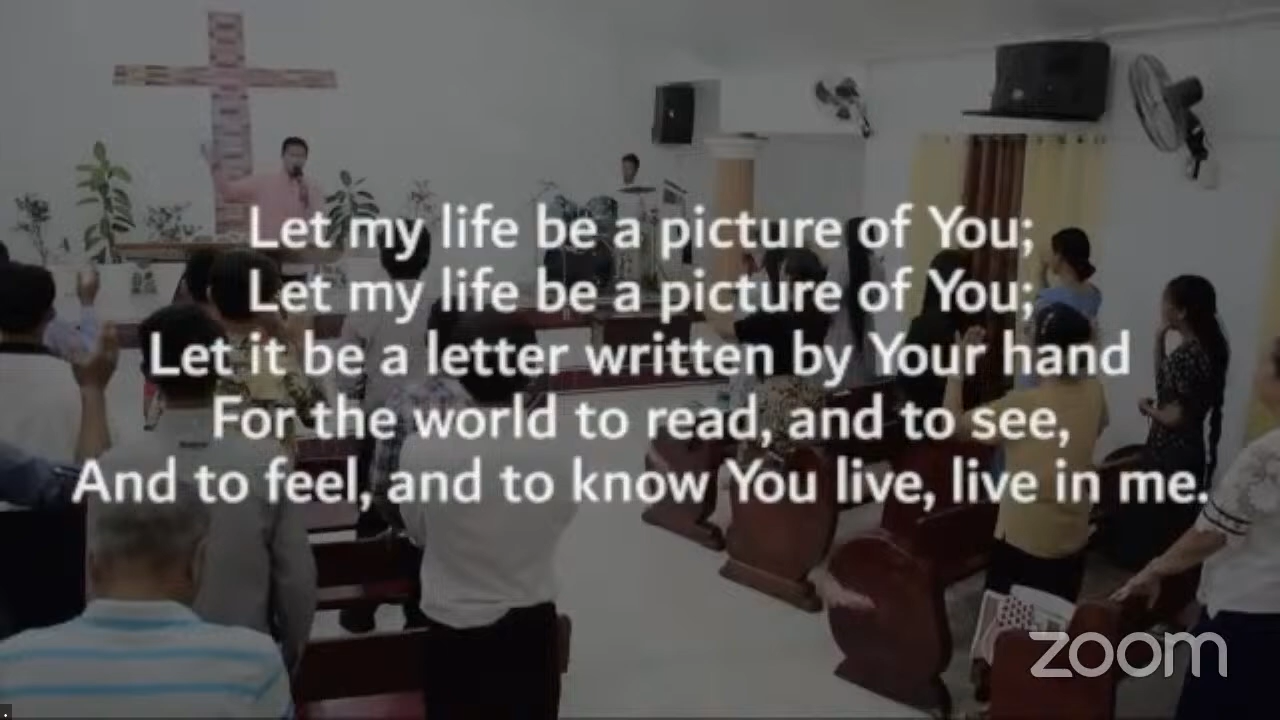 Let my life be a picture of You;
Let my life be a picture of You;
Let it be a letter written by Your hand
For the world to read, and to see,
And to feel, and to know You live, live in me.
zoom